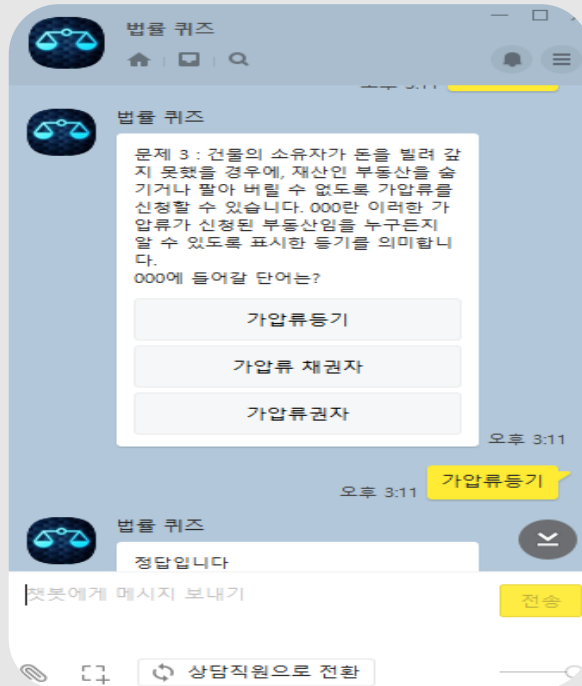 법률 퀴즈
법률 퀴즈
문제 3 : 건물의 소유자가 돈을 빌려 갚
지 못했을 경우에, 재산인 부동산을 숨
기거나 팔아 버릴 수 없도록 가압류를
신청할 수 있습니다. 000란 이러한 가
압류가 신청된 부동산임을 누구든지
알 수 있도록 표시한 등기를 의미합니
다.
000에 들어갈 단어는?
가압류등기
가압류 채권자
가압류권자
오후 3:11
오후 3:11
가압류등기
법률 퀴즈
정답입니다
챗봇에게 메시지 보내기
전송
상담직원으로 전환